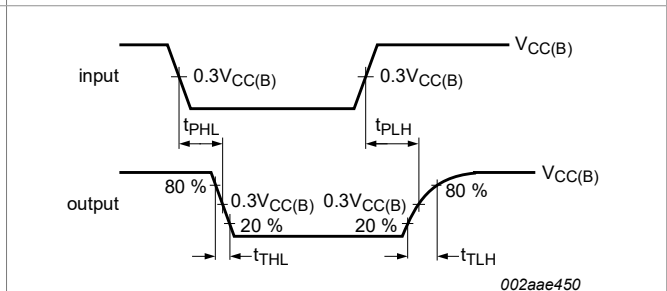 VCC(B)
input
0.3VCC(B)
0.3VCC(B)
tPHL
tPLH
VCC(B)
80 %
80 %
output
0.3VCC(B)
0.3VCC(B)
20 %
20 %
tTHL
tTLH
002aae450